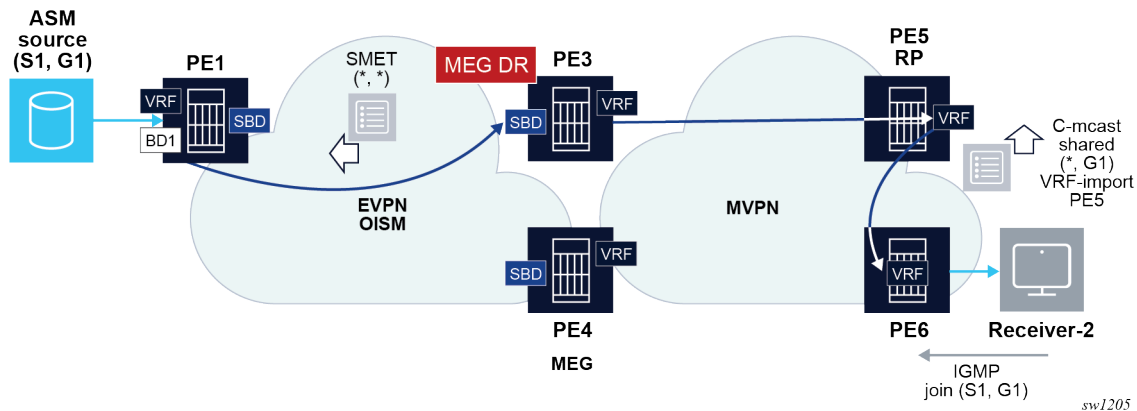 ASM
source
(S1, G1)
PE1
VRF
BD1
SBD
SMET
(*, *)
MEG DR
PE3
SBD
VRF
PE5
RP
VRF
C-mcast
shared
(*, G1)
VRF-import
PE5
EVPN
OISM
MVPN
SBD
VRF
PE4
MEG
VRF
PE6
Receiver-2
IGMP
join (S1, G1)
sw1205